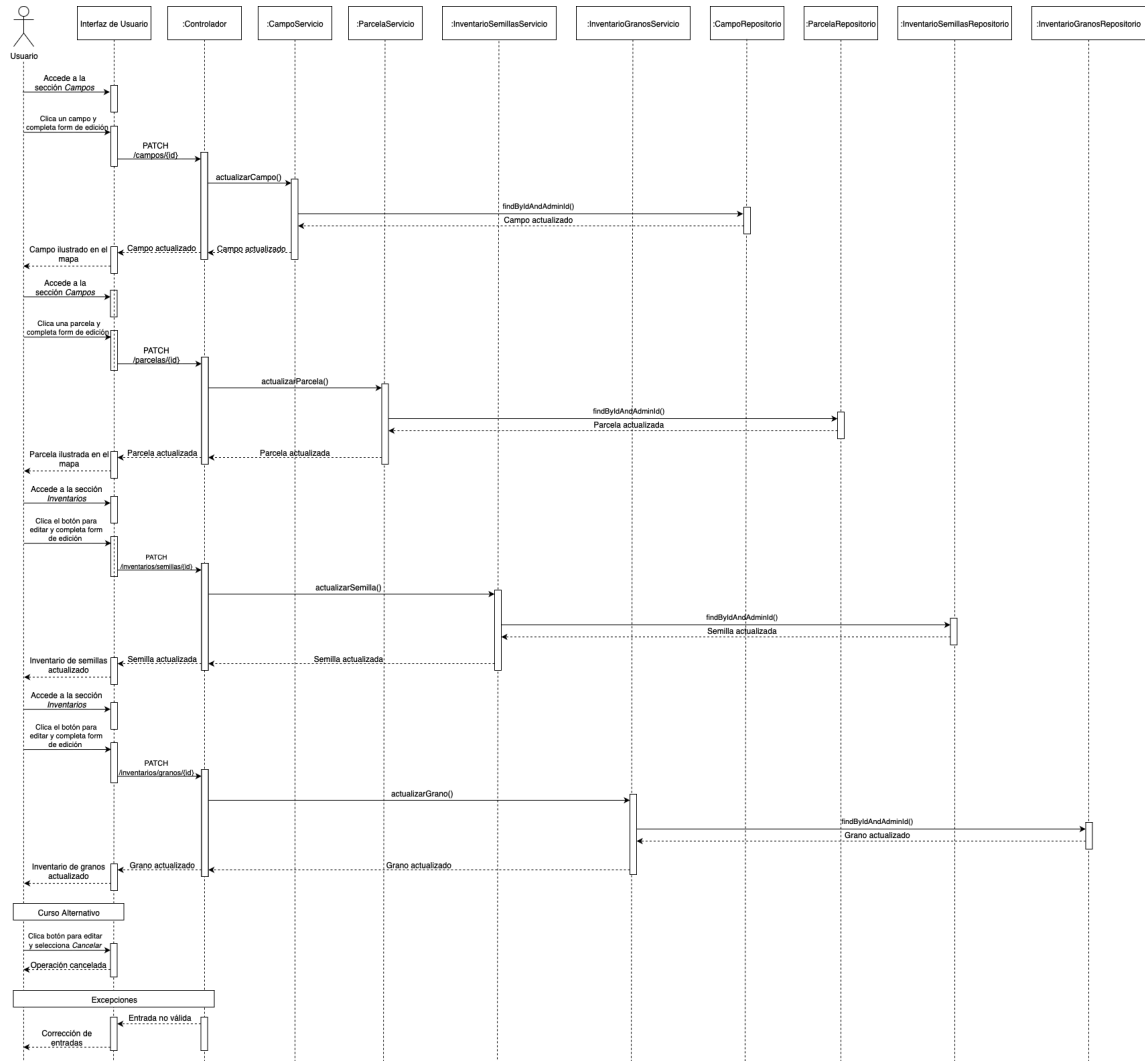 Usuario
Interfaz de Usuario
:Controlador
:CampoServicio
:ParcelaServicio
:InventarioSemillasServicio
:InventarioGranosServicio
:CampoRepositorio
:ParcelaRepositorio
:InventarioSemillasRepositorio
:InventarioGranosRepositorio
Accede a la
sección Campos
Clica un campo y
completa form de edición
PATCH
/campos/{id}
actualizarCampo()
findByIdAndAdminId()
Campo actualizado
Campo actualizado
Campo actualizado
Campo ilustrado en el
mapa
Accede a la
sección Campos
Clica una parcela y
completa form de edición
PATCH
/parcelas/{id}
actualizarParcela()
findByIdAndAdminId()
Parcela actualizada
Parcela actualizada
Parcela actualizada
Parcela ilustrada en el
mapa
Accede a la sección
Inventarios
Clica el botón para
editar y completa form
de edición
PATCH
/inventarios/semillas/{id}
actualizarSemilla()
findByIdAndAdminId()
Semilla actualizada
Semilla actualizada
Semilla actualizada
Inventario de semillas
actualizado
Accede a la sección
Inventarios
Clica el botón para
editar y completa form
de edición
PATCH
/inventarios/granos/{id}
actualizarGrano()
findByIdAndAdminId()
Grano actualizado
Grano actualizado
Grano actualizado
Inventario de granos
actualizado
Curso Alternativo
Clica botón para editar
y selecciona Cancelar
Operación cancelada
Excepciones
Entrada no válida
Corrección de
entradas